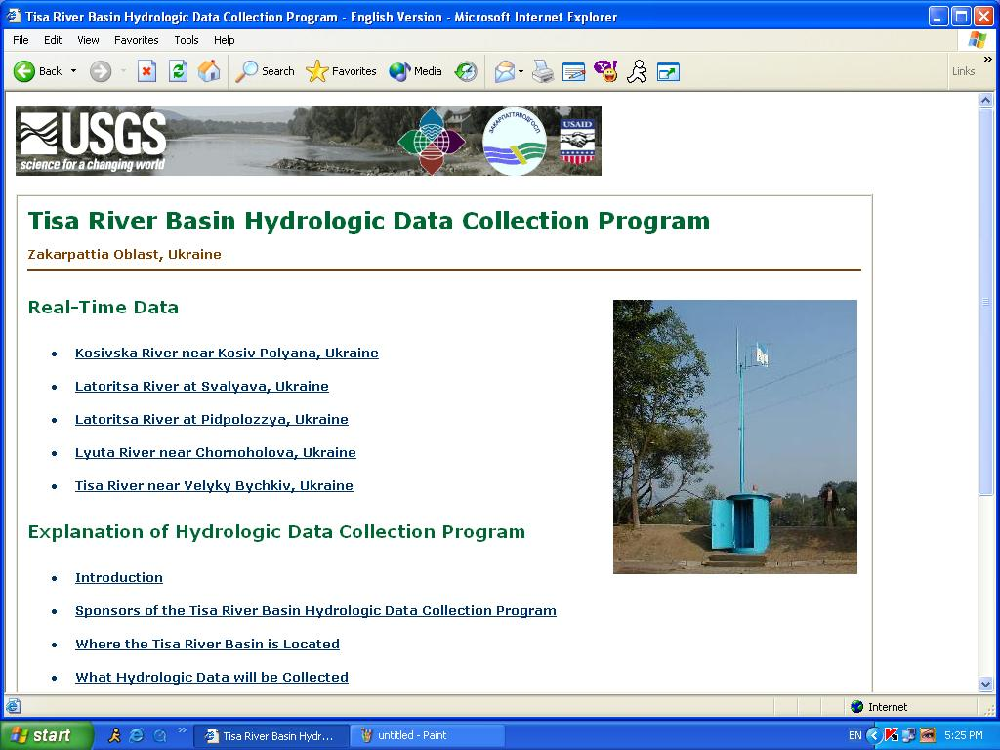 Tisa River Basin Hydrologic Data Collection Program - English Version - Microsoft Internet Explorer
File Edit View Favorites Tools Help
Back Search Favorites Media Links »
USGS
science for a changing world
ЗАКАРПАТТЯВОДГОСП
USAID
Tisa River Basin Hydrologic Data Collection Program
Zakarpattia Oblast, Ukraine
Real-Time Data
• Kosivska River near Kosiv Polyana, Ukraine
• Latoritsa River at Svalyava, Ukraine
• Latoritsa River at Pidpolozzya, Ukraine
• Lyuta River near Chornoholova, Ukraine
• Tisa River near Velyky Bychkiv, Ukraine
Explanation of Hydrologic Data Collection Program
• Introduction
• Sponsors of the Tisa River Basin Hydrologic Data Collection Program
• Where the Tisa River Basin is Located
• What Hydrologic Data will be Collected
Internet
start » Tisa River Basin Hydr... untitled - Paint EN 5:25 PM